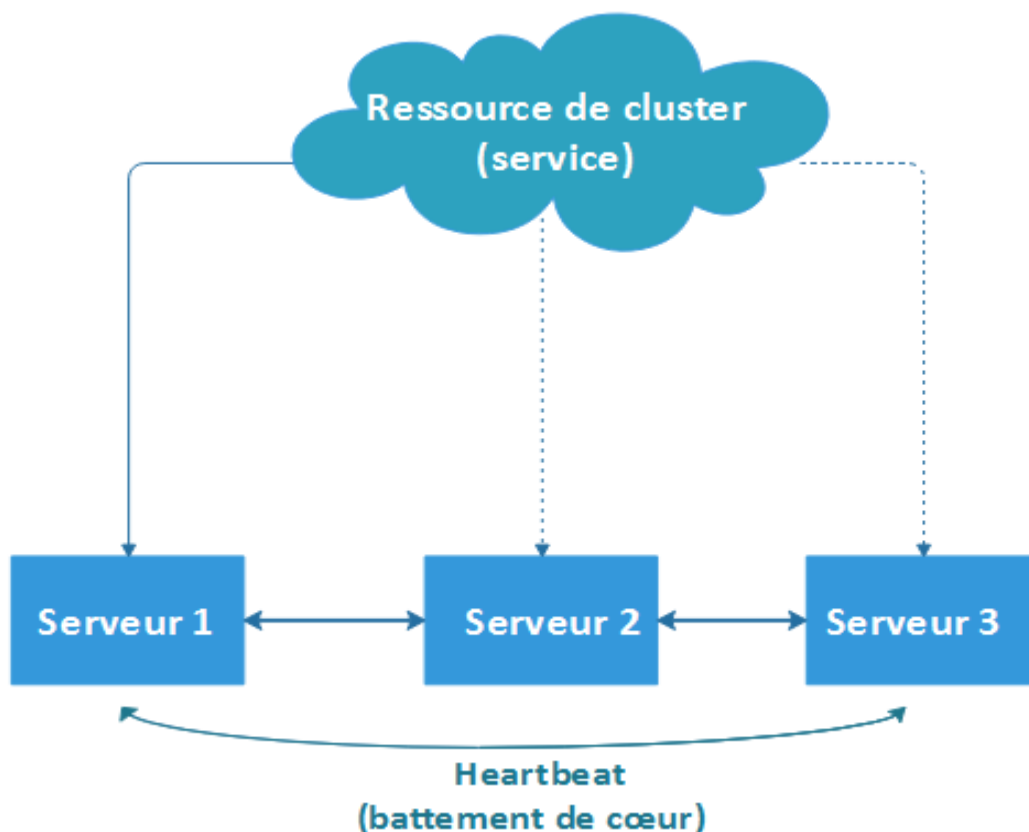 Ressource de cluster
(service)
Serveur 1
Serveur 2
Serveur 3
Heartbeat
(battement de cœur)